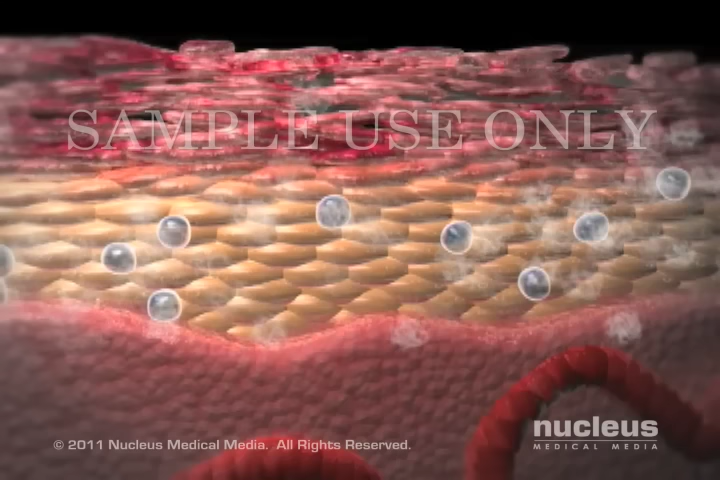 SAMPLE USE ONLY
© 2011 Nucleus Medical Media. All Rights Reserved.
nucleus
MEDICAL MEDIA